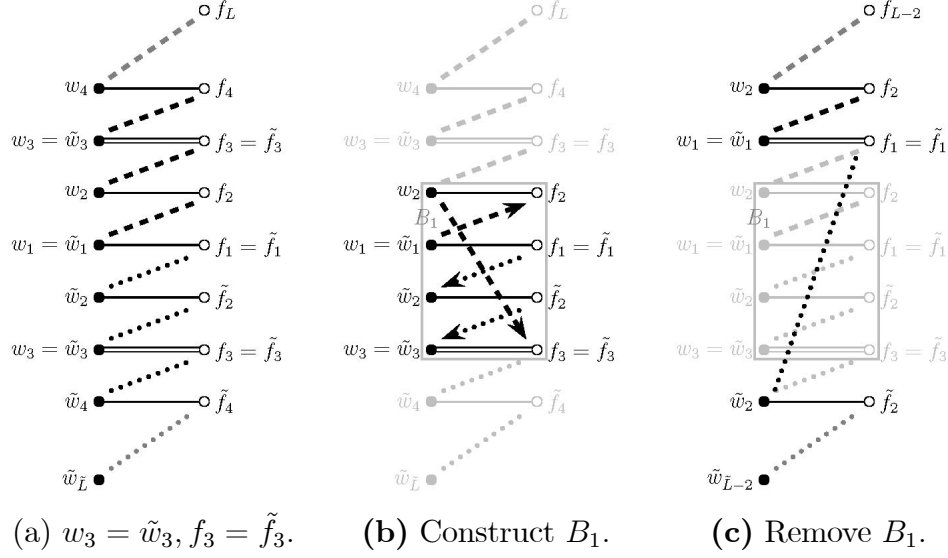 f_L f_L f_{L−2}
w_4 f_4 w_4 f_4 w_2 f_2
w_3 = w̃_3 f_3 = f̃_3 w_3 = w̃_3 f_3 = f̃_3 w_1 = w̃_1 f_1 = f̃_1
w_2 f_2 w_2 f_2 w_2 f_2
B_1 B_1
w_1 = w̃_1 f_1 = f̃_1 w_1 = w̃_1 f_1 = f̃_1 w_1 = w̃_1 f_1 = f̃_1
w̃_2 f̃_2 w̃_2 f̃_2 w̃_2 f̃_2
w_3 = w̃_3 f_3 = f̃_3 w_3 = w̃_3 f_3 = f̃_3 w_3 = w̃_3 f_3 = f̃_3
w̃_4 f̃_4 w̃_4 f̃_4 w̃_2 f̃_2
w̃_L̃ w̃_L̃ w̃_{L̃−2}
(a) w_3 = w̃_3, f_3 = f̃_3. (b) Construct B_1. (c) Remove B_1.